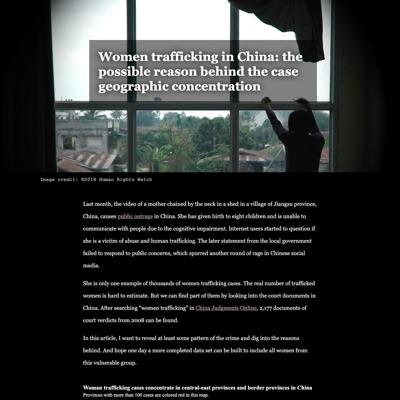 Women trafficking in China: the
possible reason behind the case
geographic concentration
Image credit: ©2018 Human Rights Watch
Last month, the video of a mother chained by the neck in a shed in a village of Jiangsu province,
China, causes public outrage in China. She has given birth to eight children and is unable to
communicate with people due to the cognitive impairment. Internet users started to question if
she is a victim of abuse and human trafficking. The later statement from the local government
failed to respond to public concerns, which spurred another round of rage in Chinese social
media.
She is only one example of thousands of women trafficking cases. The real number of trafficked
women is hard to estimate. But we can find part of them by looking into the court documents in
China. After searching "women trafficking" in China Judgments Online, 2,177 documents of
court verdicts from 2008 can be found.
In this article, I want to reveal at least some pattern of the crime and dig into the reasons
behind. And hope one day a more completed data set can be built to include all women from
this vulnerable group.
Woman trafficking cases concentrate in central-east provinces and border provinces in China
Provinces with more than 100 cases are colored red in this map.